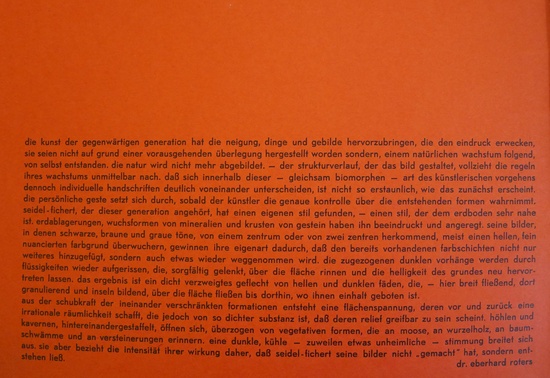 die kunst der gegenwärtigen generation hat die neigung, dinge und gebilde hervorzubringen, die den eindruck erwecken,
sie seien nicht auf grund einer vorausgehenden überlegung hergestellt worden sondern, einem natürlichen wachstum folgend,
von selbst entstanden. die natur wird nicht mehr abgebildet. — der strukturverlauf, der das bild gestaltet, vollzieht die regeln
ihres wachstums unmittelbar nach. daß sich innerhalb dieser — gleichsam biomorphen — art des künstlerischen vorgehens
dennoch individuelle handschriften deutlich voneinander unterscheiden, ist nicht so erstaunlich, wie das zunächst erscheint.
die persönliche geste setzt sich durch, sobald der künstler die genaue kontrolle über die entstehenden formen wahrnimmt.
seidel-fichert, der dieser generation angehört, hat einen eigenen stil gefunden, — einen stil, der dem erdboden sehr nahe
ist. erdablagerungen, wuchsformen von mineralien und krusten von gestein haben ihn beeindruckt und angeregt. seine bilder,
in denen schwarze, braune und graue töne, von einem zentrum oder von zwei zentren herkommend, meist einen hellen, fein
nuancierten farbgrund überwuchern, gewinnen ihre eigenart dadurch, daß den bereits vorhandenen farbschichten nicht nur
weiteres hinzugefügt, sondern auch etwas wieder weggenommen wird. die zugezogenen dunklen vorhänge werden durch
flüssigkeiten wieder aufgerissen, die, sorgfältig gelenkt, über die fläche rinnen und die helligkeit des grundes neu hervor-
treten lassen. das ergebnis ist ein dicht verzweigtes geflecht von hellen und dunklen fäden, die, — hier breit fließend, dort
granulierend und inseln bildend, über die fläche fließen bis dorthin, wo ihnen einhalt geboten ist.
aus der schubkraft der ineinander verschränkten formationen entsteht eine flächenspannung, deren vor und zurück eine
irrationale räumlichkeit schafft, die jedoch von so dichter substanz ist, daß deren relief greifbar zu sein scheint. höhlen und
kavernen, hintereinandergestaffelt, öffnen sich, überzogen von vegetativen formen, die an moose, an wurzelholz, an baum-
schwämme und an versteinerungen erinnern. eine dunkle, kühle — zuweilen etwas unheimliche — stimmung breitet sich
aus. sie aber bezieht die intensität ihrer wirkung daher, daß seidel-fichert seine bilder nicht „gemacht" hat, sondern ent-
stehen ließ.
dr. eberhard roters